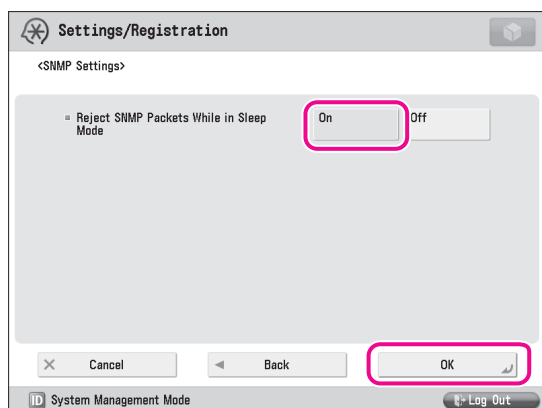 Settings/Registration
<SNMP Settings>
Reject SNMP Packets While in Sleep
Mode
On
Off
Cancel
Back
OK
ID System Management Mode
Log Out